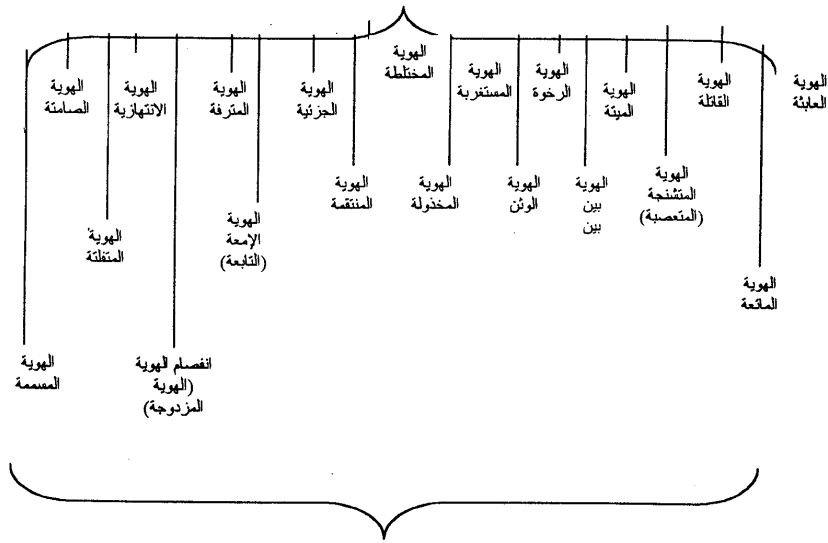 الهوية
العابثة
الهوية
القاتلة
الهوية
الميتة
الهوية
الرخوة
الهوية
المستغربة
الهوية
المختلطة
الهوية
الجزئية
الهوية
المترفة
الهوية
الانتهازية
الهوية
الصامتة
الهوية
المتشنجة
(المتعصبة)
الهوية
بين
بين
الهوية
الوثن
الهوية
المخذولة
الهوية
المنتقمة
الهوية
الإمعة
(التابعة)
الهوية
المتفلتة
الهوية
المائعة
انفصام الهوية
(الهوية
المزدوجة)
الهوية
المسممة